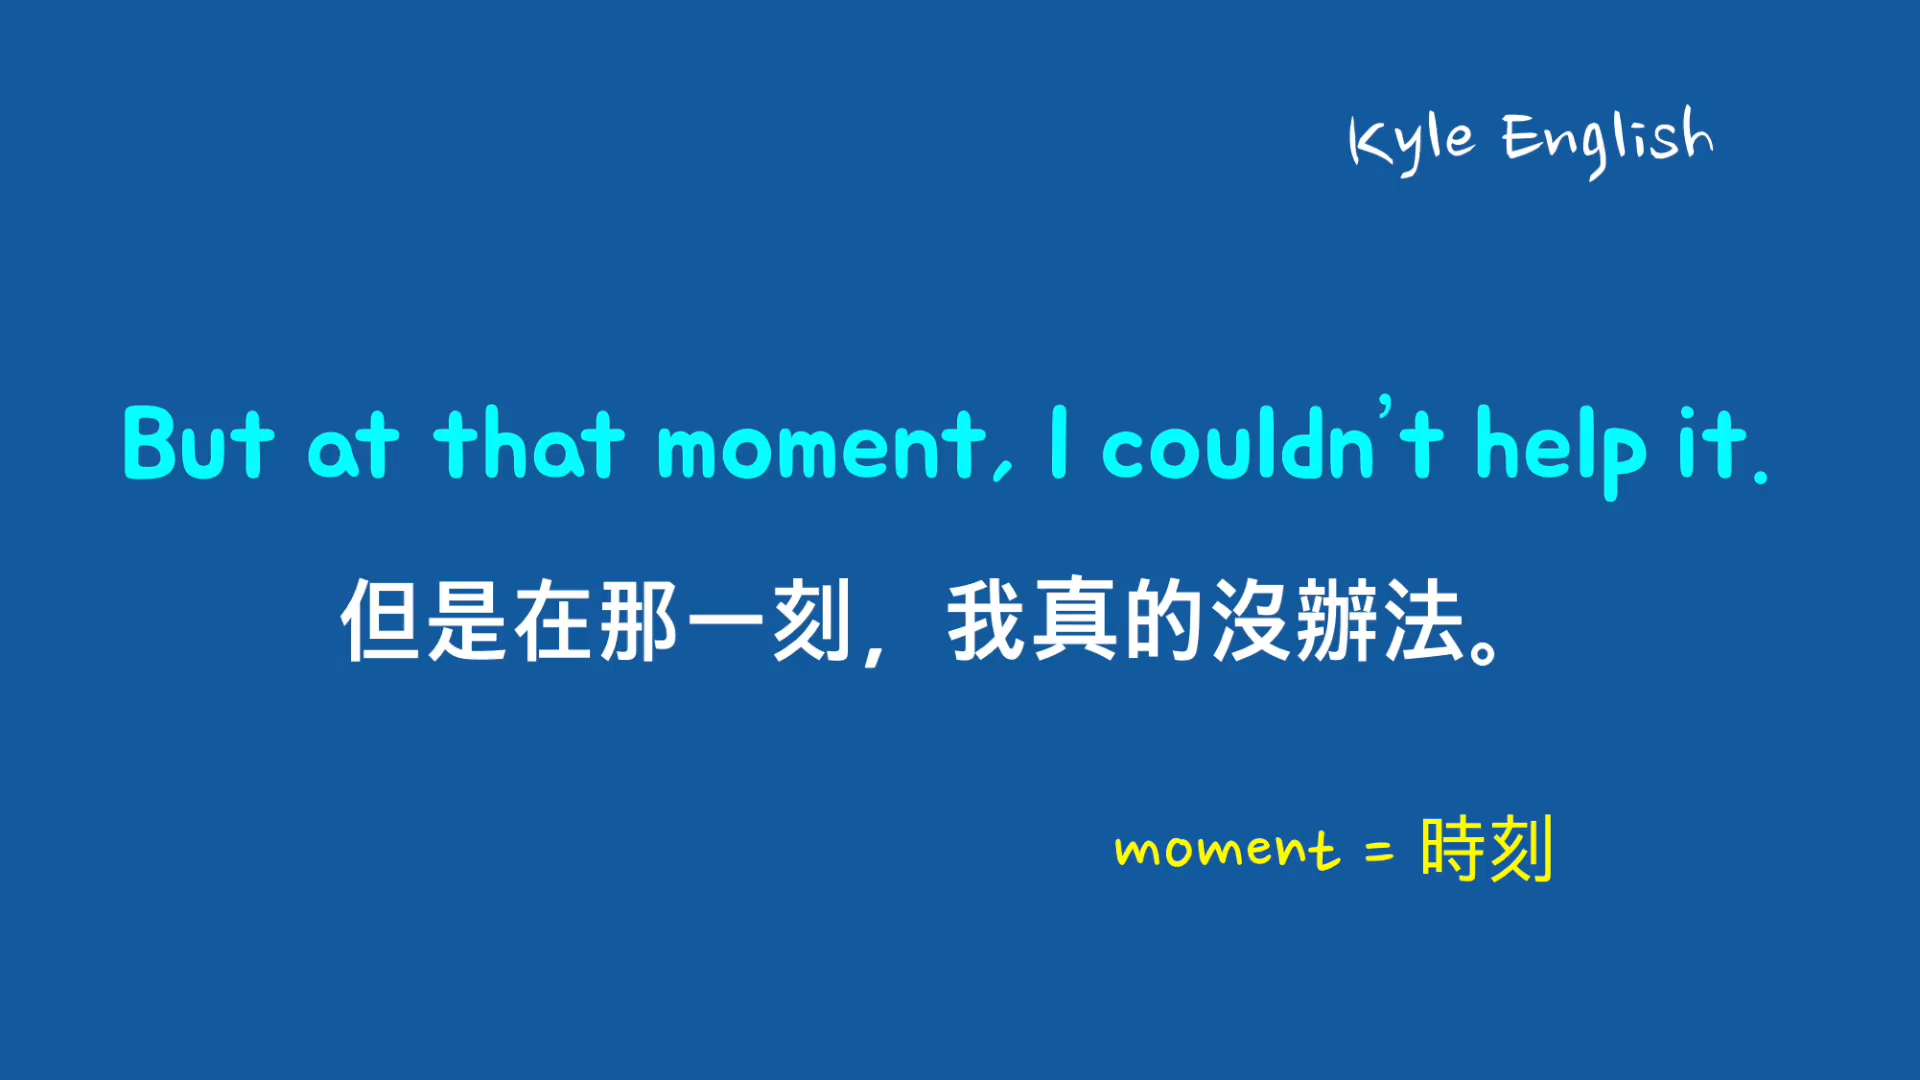 Kyle English
But at that moment, I couldn't help it.
但是在那一刻，我真的沒辦法。
moment = 時刻